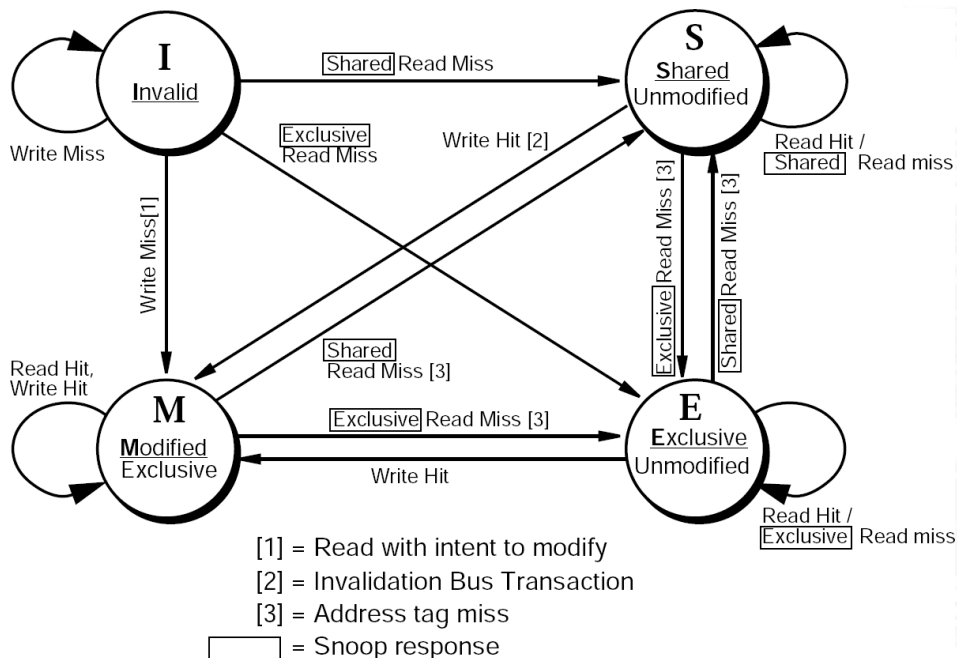 I
Invalid
Write Miss
Shared Read Miss
S
Shared
Unmodified
Read Hit /
Shared Read miss
Exclusive
Read Miss
Write Hit [2]
Write Miss[1]
Exclusive Read Miss [3]
Shared Read Miss [3]
Shared
Read Miss [3]
Read Hit,
Write Hit
M
Modified
Exclusive
Exclusive Read Miss [3]
Write Hit
E
Exclusive
Unmodified
Read Hit /
Exclusive Read miss
[1] = Read with intent to modify
[2] = Invalidation Bus Transaction
[3] = Address tag miss
= Snoop response